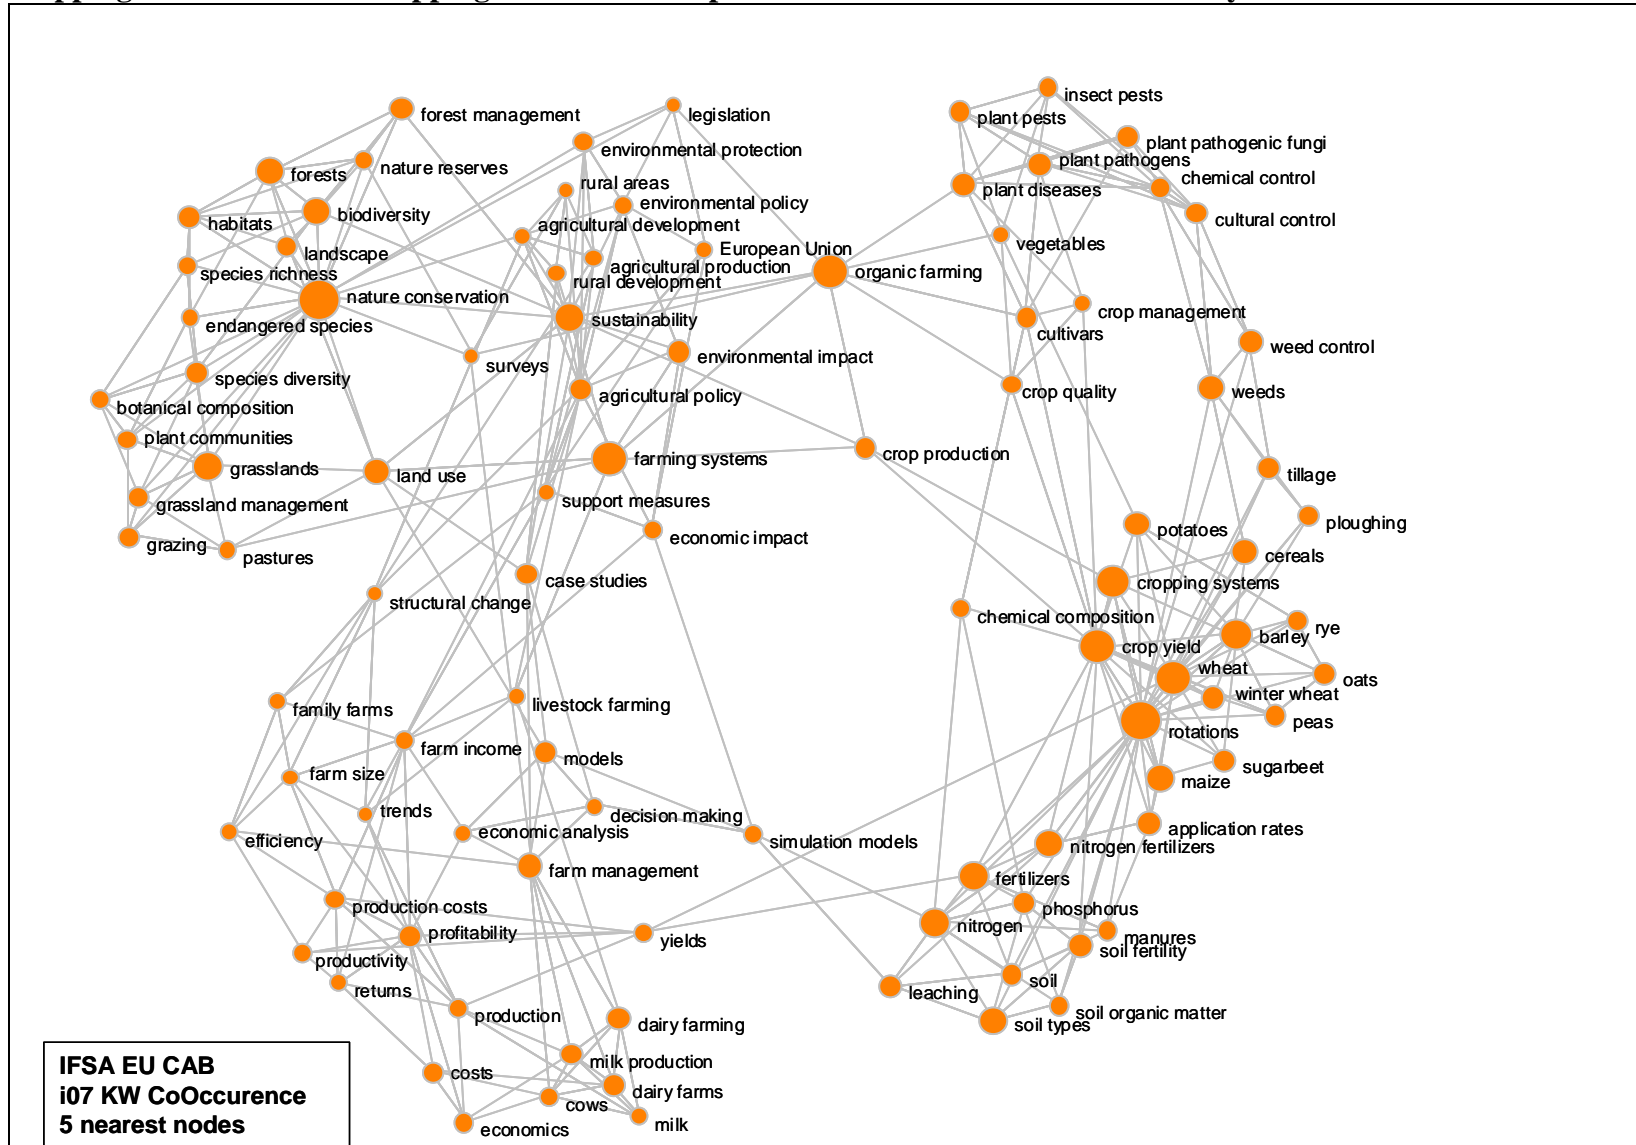 forest management
legislation
insect pests
plant pests
environmental protection
plant pathogenic fungi
nature reserves
forests
plant pathogens
chemical control
rural areas
plant diseases
environmental policy
biodiversity
habitats
agricultural development
cultural control
landscape
European Union
vegetables
species richness
agricultural production
organic farming
rural development
nature conservation
crop management
endangered species
sustainability
cultivars
weed control
surveys
environmental impact
species diversity
agricultural policy
crop quality
weeds
botanical composition
plant communities
farming systems
crop production
grasslands
land use
tillage
grassland management
support measures
ploughing
grazing
pastures
economic impact
potatoes
cereals
case studies
cropping systems
structural change
chemical composition
rye
barley
crop yield
wheat
oats
winter wheat
family farms
livestock farming
peas
rotations
farm income
models
sugarbeet
farm size
maize
trends
decision making
economic analysis
application rates
efficiency
simulation models
nitrogen fertilizers
farm management
fertilizers
production costs
phosphorus
profitability
nitrogen
manures
yields
soil fertility
productivity
returns
leaching
soil
production
dairy farming
soil types
soil organic matter
milk production
costs
dairy farms
cows
milk
economics
IFSA EU CAB
i07 KW CoOccurence
5 nearest nodes